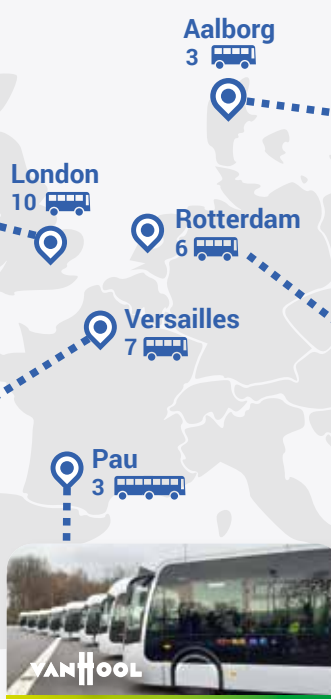 Aalborg
3
London
10
Rotterdam
6
Versailles
7
Pau
3
VANHOOL